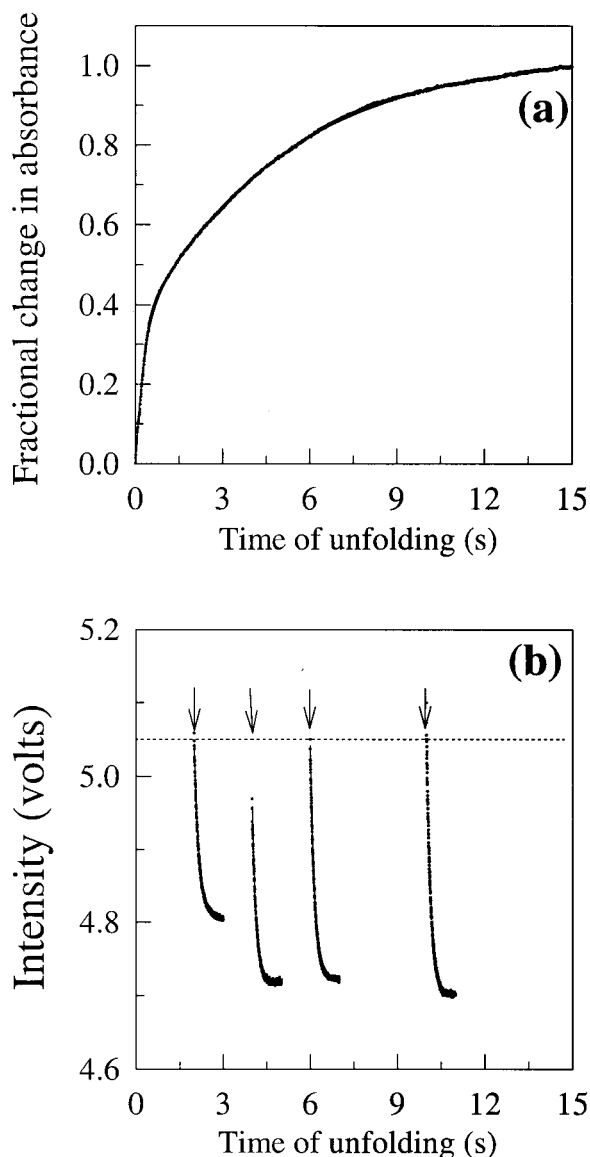 Fractional change in absorbance
1.0
0.8
0.6
0.4
0.2
0.0
(a)
0 3 6 9 12 15
Time of unfolding (s)
Intensity (volts)
5.2
5.0
4.8
4.6
(b)
0 3 6 9 12 15
Time of unfolding (s)